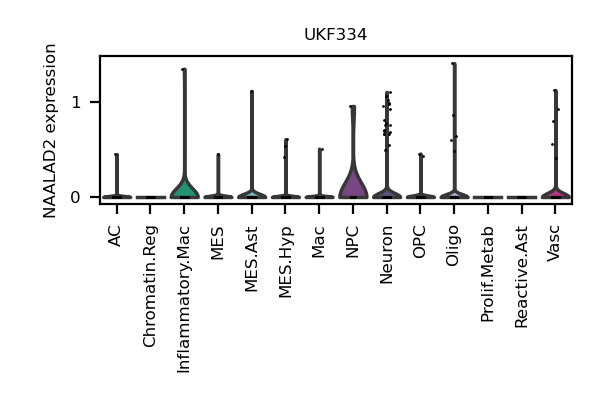 UKF334
NAALAD2 expression
1
0
AC
Chromatin.Reg
Inflammatory.Mac
MES
MES.Ast
MES.Hyp
Mac
NPC
Neuron
OPC
Oligo
Prolif.Metab
Reactive.Ast
Vasc